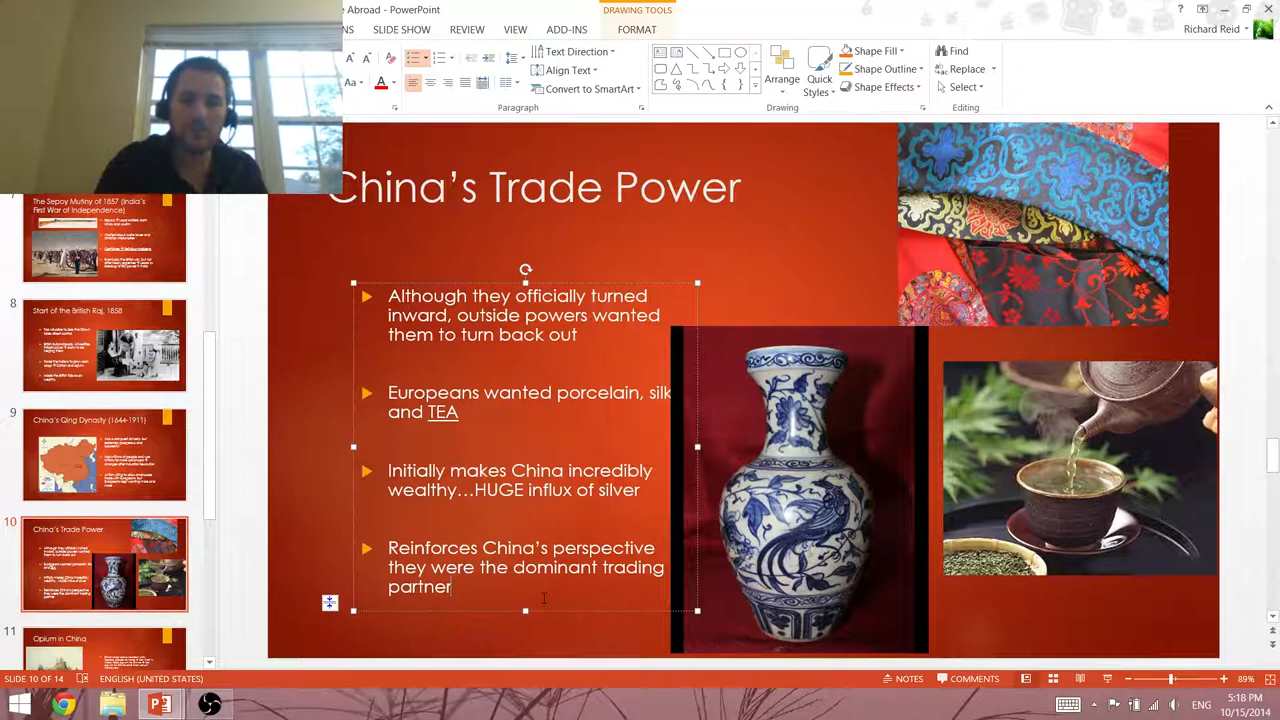 e Abroad - PowerPoint
DRAWING TOOLS
NS
SLIDE SHOW
REVIEW
VIEW
ADD-INS
FORMAT
Richard Reid
Text Direction
Align Text
Convert to SmartArt
Paragraph
Arrange
Quick
Styles
Shape Fill
Shape Outline
Shape Effects
Drawing
Find
Replace
Select
Editing
The Sepoy Mutiny of 1857 (India's
First War of Independence)
8
Start of the British Raj, 1858
9
China's Qing Dynasty (1644-1911)
10
China's Trade Power
11
Opium in China
China's Trade Power
Although they officially turned
inward, outside powers wanted
them to turn back out
Europeans wanted porcelain, silk
and TEA
Initially makes China incredibly
wealthy…HUGE influx of silver
Reinforces China's perspective
they were the dominant trading
partner
SLIDE 10 OF 14
ENGLISH (UNITED STATES)
NOTES
COMMENTS
89%
ENG
5:18 PM
10/15/2014